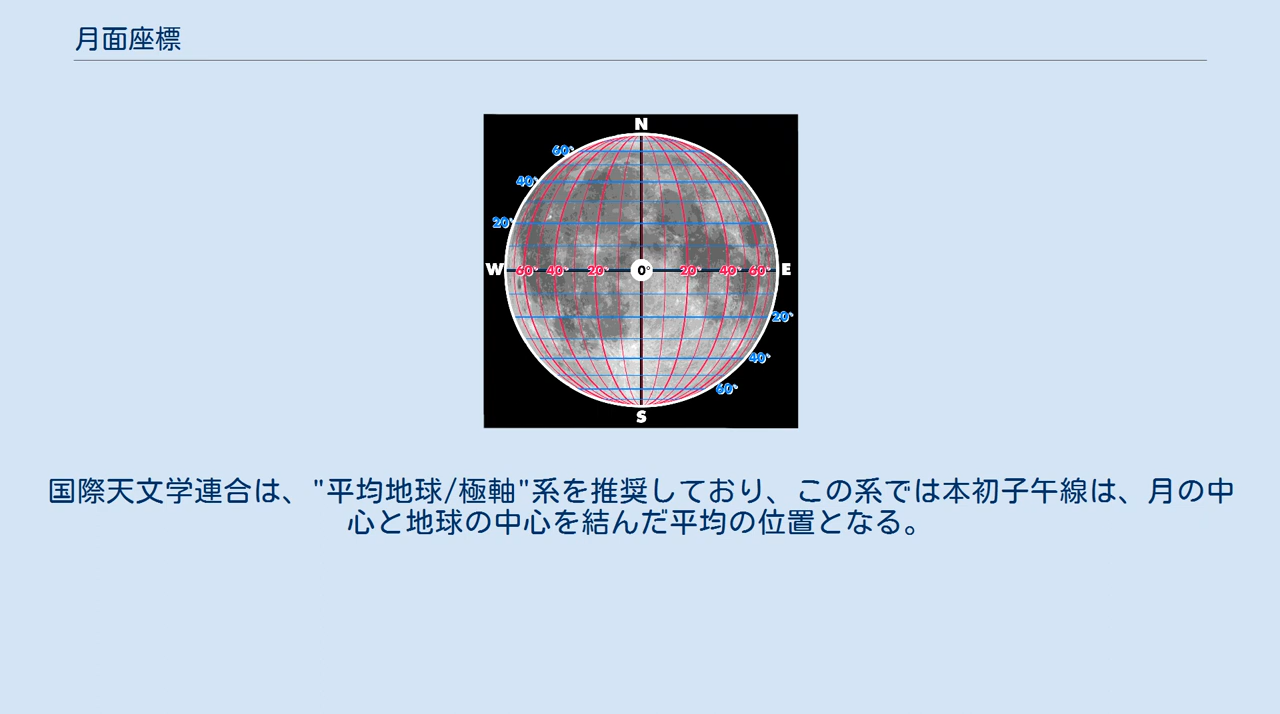 月面座標
N
60°
40°
20°
W 60° 40° 20° 0° 20° 40° 60° E
20°
40°
60°
S
国際天文学連合は、"平均地球/極軸"系を推奨しており、この系では本初子午線は、月の中
心と地球の中心を結んだ平均の位置となる。